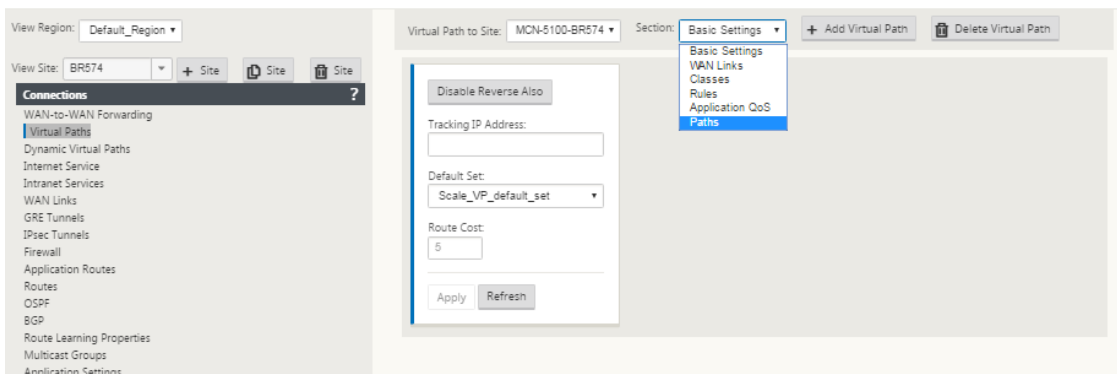 View Region: Default_Region
View Site: BR574 + Site Site Site
Connections ?
WAN-to-WAN Forwarding
Virtual Paths
Dynamic Virtual Paths
Internet Service
Intranet Services
WAN Links
GRE Tunnels
IPsec Tunnels
Firewall
Application Routes
Routes
OSPF
BGP
Route Learning Properties
Multicast Groups
Application Settings
Virtual Path to Site: MCN-5100-BR574 Section: Basic Settings + Add Virtual Path Delete Virtual Path
Basic Settings
WAN Links
Classes
Rules
Application QoS
Paths
Disable Reverse Also
Tracking IP Address:
Default Set:
Scale_VP_default_set
Route Cost:
5
Apply Refresh